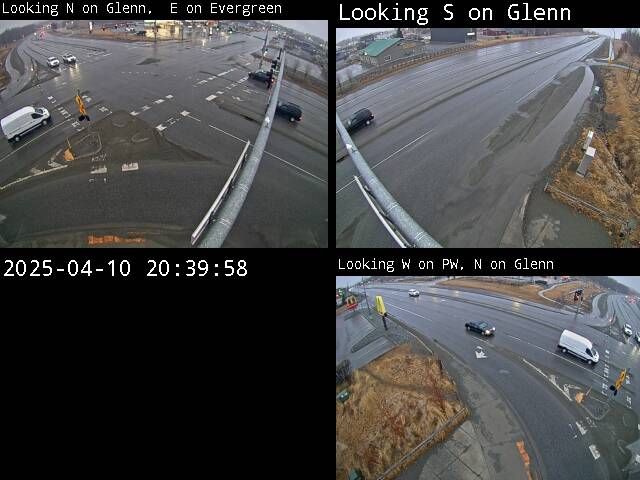 Looking N on Glenn, E on Evergreen
Looking S on Glenn
2025-04-10 20:39:58
Looking W on PW, N on Glenn